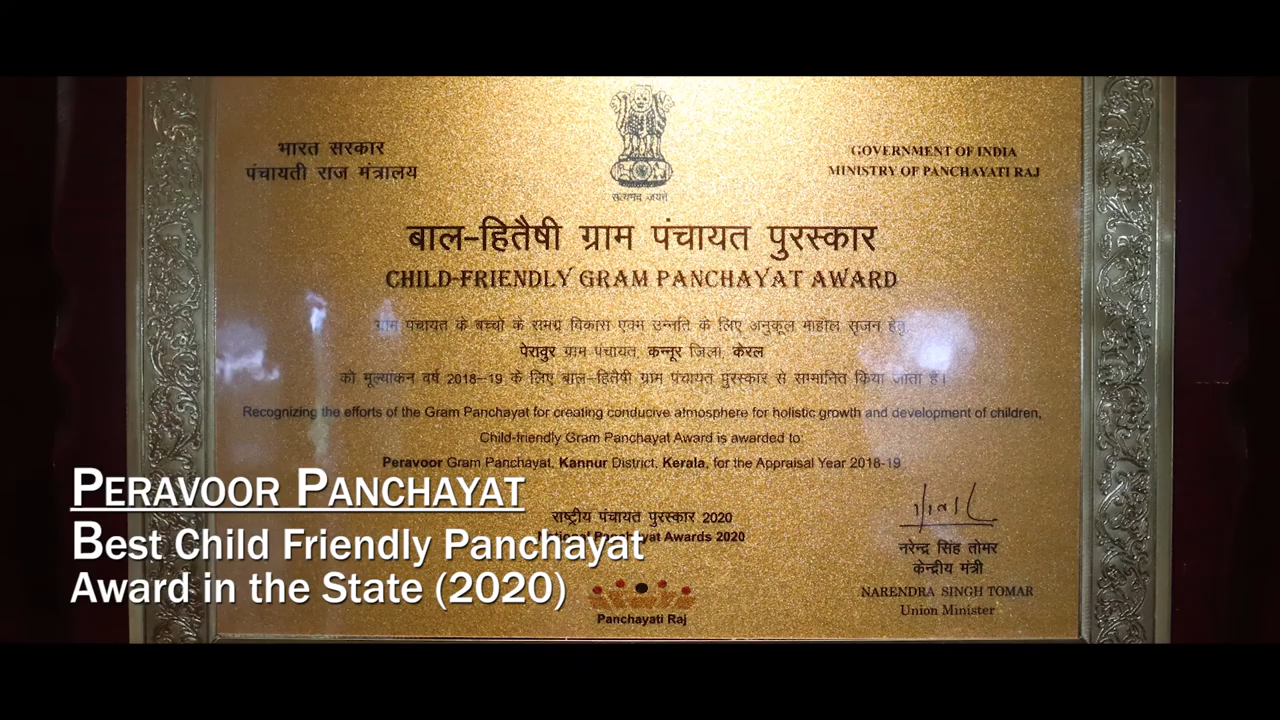 भारत सरकार
पंचायती राज मंत्रालय
सत्यमेव जयते
GOVERNMENT OF INDIA
MINISTRY OF PANCHAYATI RAJ
बाल-हितैषी ग्राम पंचायत पुरस्कार
CHILD-FRIENDLY GRAM PANCHAYAT AWARD
ग्राम पंचायत के बच्चों के समग्र विकास एवम उन्नति के लिए अनुकूल माहौल सृजन हेतु
पेरावुर ग्राम पंचायत, कन्नूर जिला, केरल
को मूल्यांकन वर्ष 2018-19 के लिए बाल-हितैषी ग्राम पंचायत पुरस्कार से सम्मानित किया जाता है।
Recognizing the efforts of the Gram Panchayat for creating conducive atmosphere for holistic growth and development of children,
Child-friendly Gram Panchayat Award is awarded to:
Peravoor Gram Panchayat, Kannur District, Kerala, for the Appraisal Year 2018-19
राष्ट्रीय पंचायत पुरस्कार 2020
National Panchayat Awards 2020
Panchayati Raj
नरेन्द्र सिंह तोमर
केन्द्रीय मंत्री
NARENDRA SINGH TOMAR
Union Minister
PERAVOOR PANCHAYAT
Best Child Friendly Panchayat
Award in the State (2020)